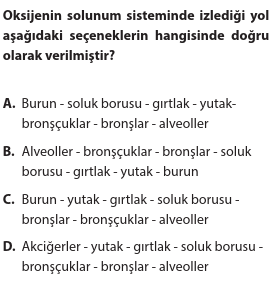 Oksijenin solunum sisteminde izlediği yol
aşağıdaki seçeneklerin hangisinde doğru
olarak verilmiştir?
A. Burun - soluk borusu - gırtlak - yutak-
bronşçuklar - bronşlar - alveoller
B. Alveoller - bronşçuklar - bronşlar - soluk
borusu - gırtlak - yutak - burun
C. Burun - yutak - gırtlak - soluk borusu -
bronşlar - bronşçuklar - alveoller
D. Akciğerler - yutak - gırtlak - soluk borusu -
bronşçuklar - bronşlar - alveoller